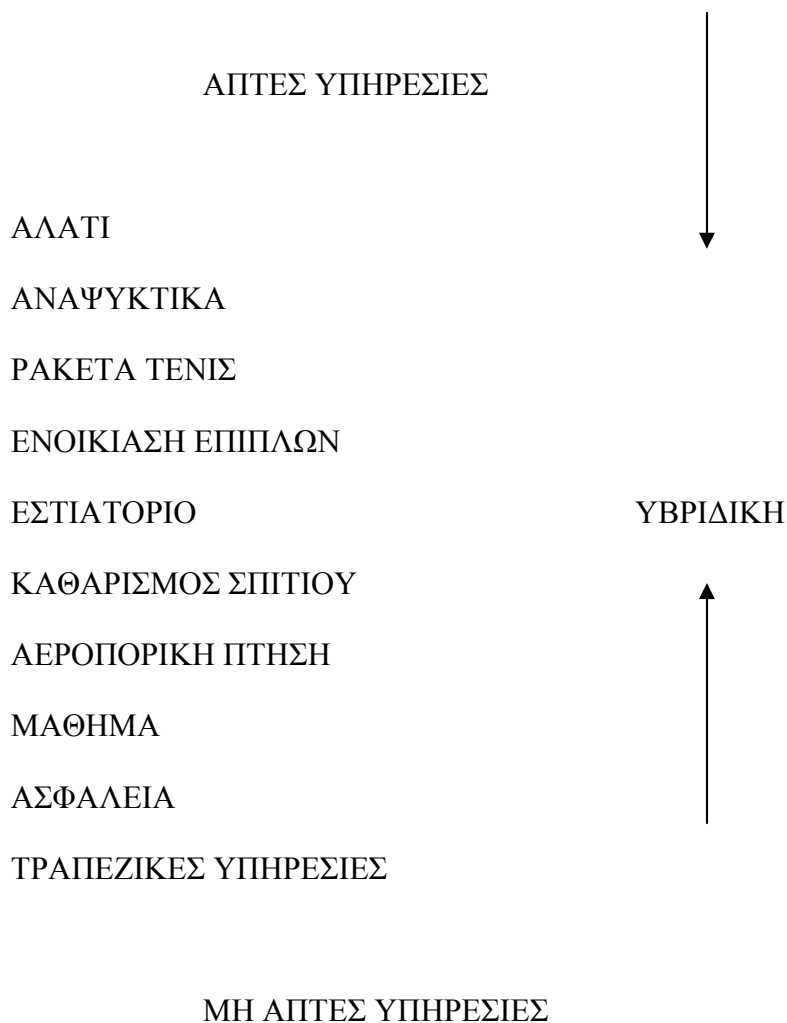 ΑΠΤΕΣ ΥΠΗΡΕΣΙΕΣ
ΑΛΑΤΙ
ΑΝΑΨΥΚΤΙΚΑ
ΡΑΚΕΤΑ ΤΕΝΙΣ
ΕΝΟΙΚΙΑΣΗ ΕΠΙΠΛΩΝ
ΕΣΤΙΑΤΟΡΙΟ ΥΒΡΙΔΙΚΗ
ΚΑΘΑΡΙΣΜΟΣ ΣΠΙΤΙΟΥ
ΑΕΡΟΠΟΡΙΚΗ ΠΤΗΣΗ
ΜΑΘΗΜΑ
ΑΣΦΑΛΕΙΑ
ΤΡΑΠΕΖΙΚΕΣ ΥΠΗΡΕΣΙΕΣ
ΜΗ ΑΠΤΕΣ ΥΠΗΡΕΣΙΕΣ